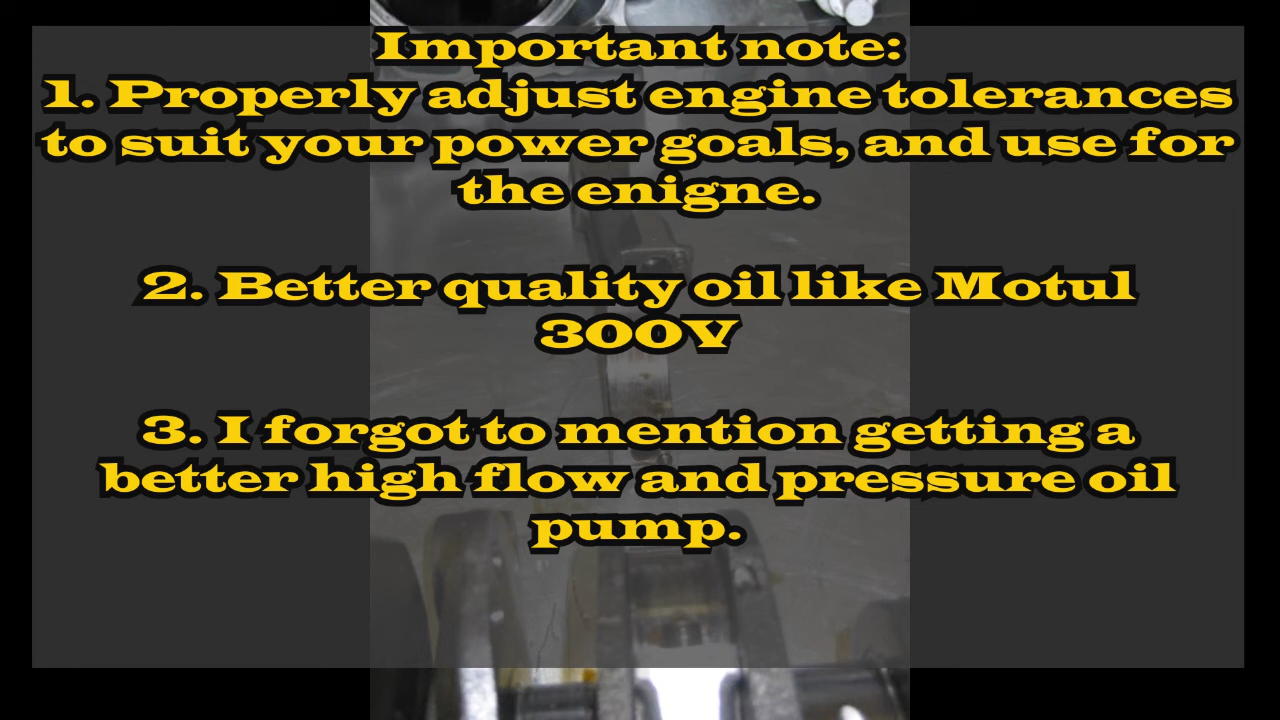 Important note:
1. Properly adjust engine tolerances
to suit your power goals, and use for
the enigne.
2. Better quality oil like Motul
300V
3. I forgot to mention getting a
better high flow and pressure oil
pump.